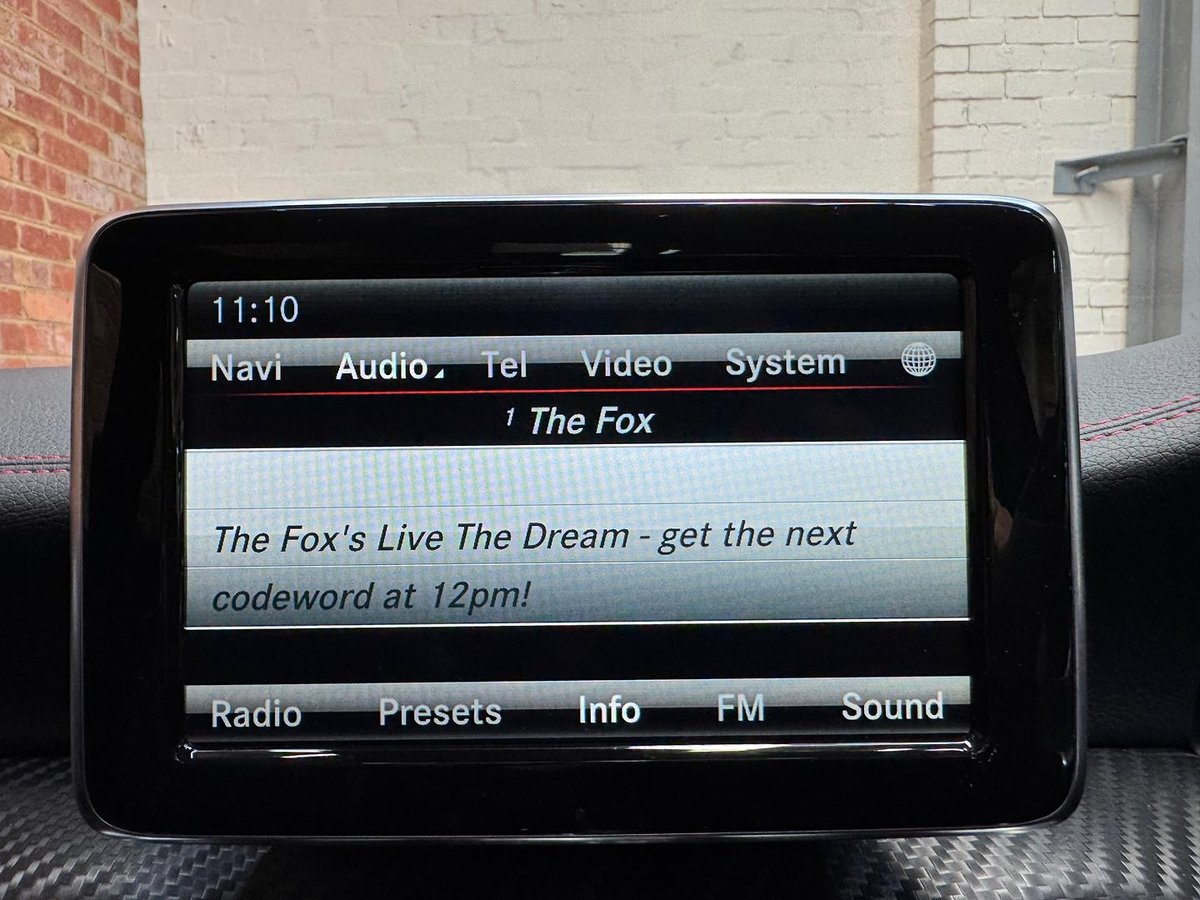 11:10
Navi Audio Tel Video System
1 The Fox
The Fox's Live The Dream - get the next
codeword at 12pm!
Radio Presets Info FM Sound